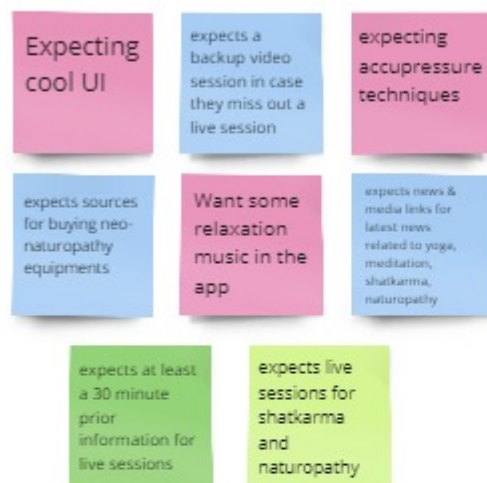 Expecting
cool UI
expects a
backup video
session in case
they miss out a
live session
expecting
accupressure
techniques
expects sources
for buying neo-
naturopathy
equipments
Want some
relaxation
music in the
app
expects news &
media links for
latest news
related to yoga,
meditation,
shatkarma,
naturopathy
expects at least
a 30 minute
prior
information for
live sessions
expects live
sessions for
shatkarma
and
naturopathy